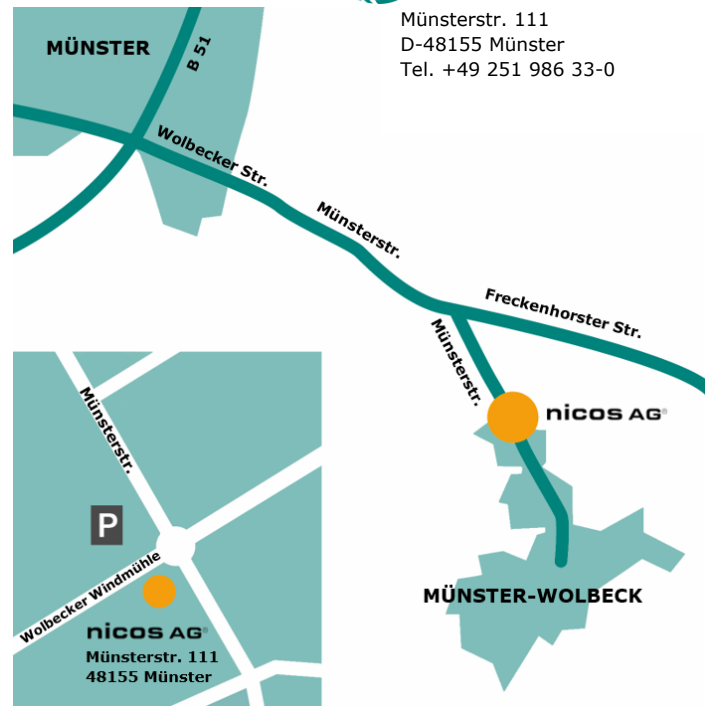 Münsterstr. 111
D-48155 Münster
Tel. +49 251 986 33-0
MÜNSTER
B 51
Wolbecker Str.
Münsterstr.
Freckenhorster Str.
Münsterstr.
nicos AG®
MÜNSTER-WOLBECK
Münsterstr.
P
Wolbecker Windmühle
nicos AG®
Münsterstr. 111
48155 Münster